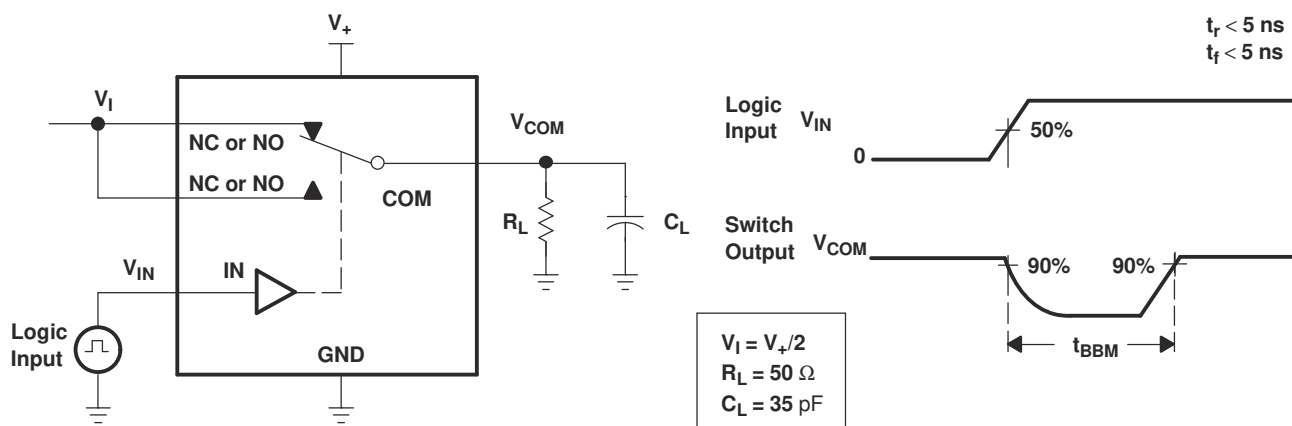 V+
VI
NC or NO
NC or NO
COM
VCOM
RL
CL
VIN
IN
Logic
Input
GND
tr < 5 ns
tf < 5 ns
Logic
Input
VIN
50%
0
Switch
Output
VCOM
90%
90%
tBBM
VI = V+/2
RL = 50 Ω
CL = 35 pF